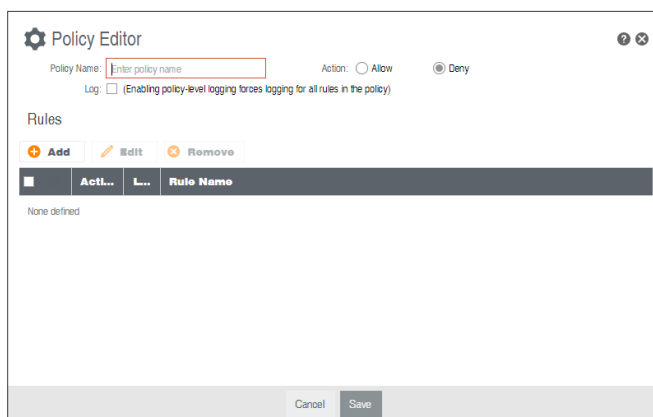 Policy Editor
Policy Name: Enter policy name Action: Allow Deny
Log: (Enabling policy-level logging forces logging for all rules in the policy)
Rules
Add Edit Remove
Acti... L... Rule Name
None defined
Cancel Save